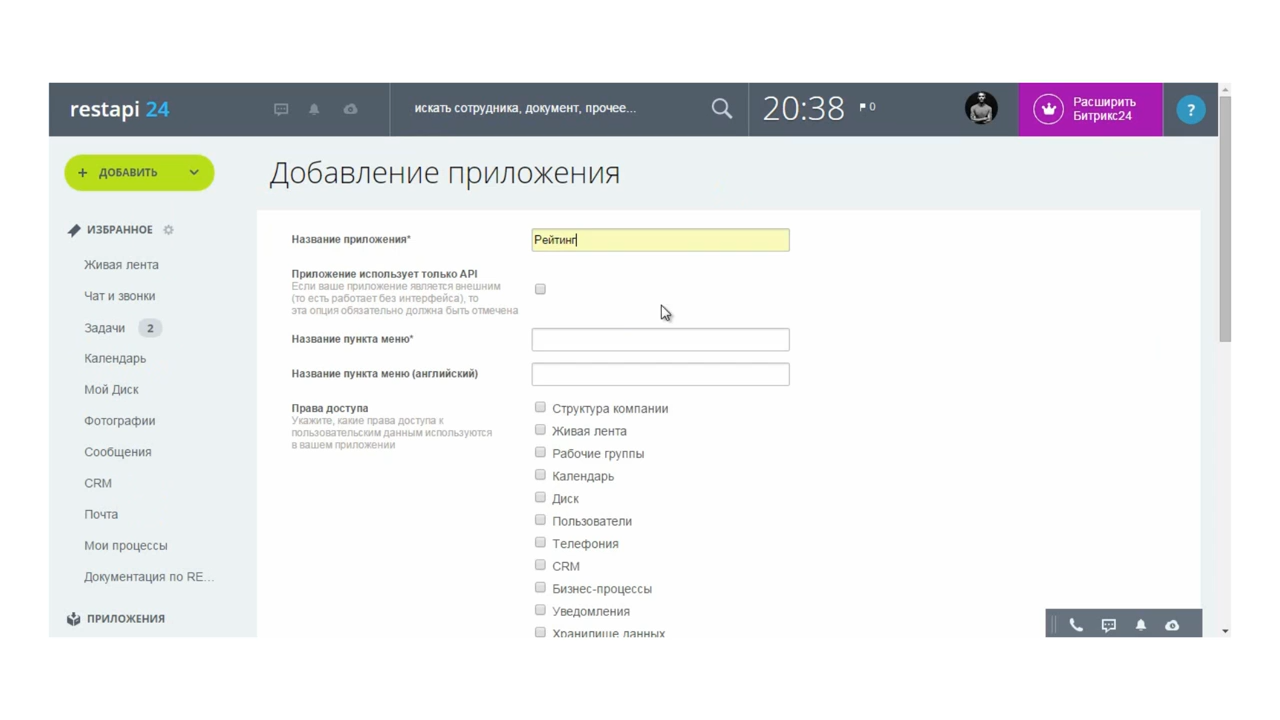 restapi 24
искать сотрудника, документ, прочее...
20:38
0
Расширить
Битрикс24
?
+ ДОБАВИТЬ
Добавление приложения
ИЗБРАННОЕ
Живая лента
Чат и звонки
Задачи 2
Календарь
Мой Диск
Фотографии
Сообщения
CRM
Почта
Мои процессы
Документация по RE...
ПРИЛОЖЕНИЯ
Название приложения*
Рейтинг
Приложение использует только API
Если ваше приложение является внешним
(то есть работает без интерфейса), то
эта опция обязательно должна быть отмечена
Название пункта меню*
Название пункта меню (английский)
Права доступа
Укажите, какие права доступа к
пользовательским данным используются
в вашем приложении
Структура компании
Живая лента
Рабочие группы
Календарь
Диск
Пользователи
Телефония
CRM
Бизнес-процессы
Уведомления
Хранилище данных